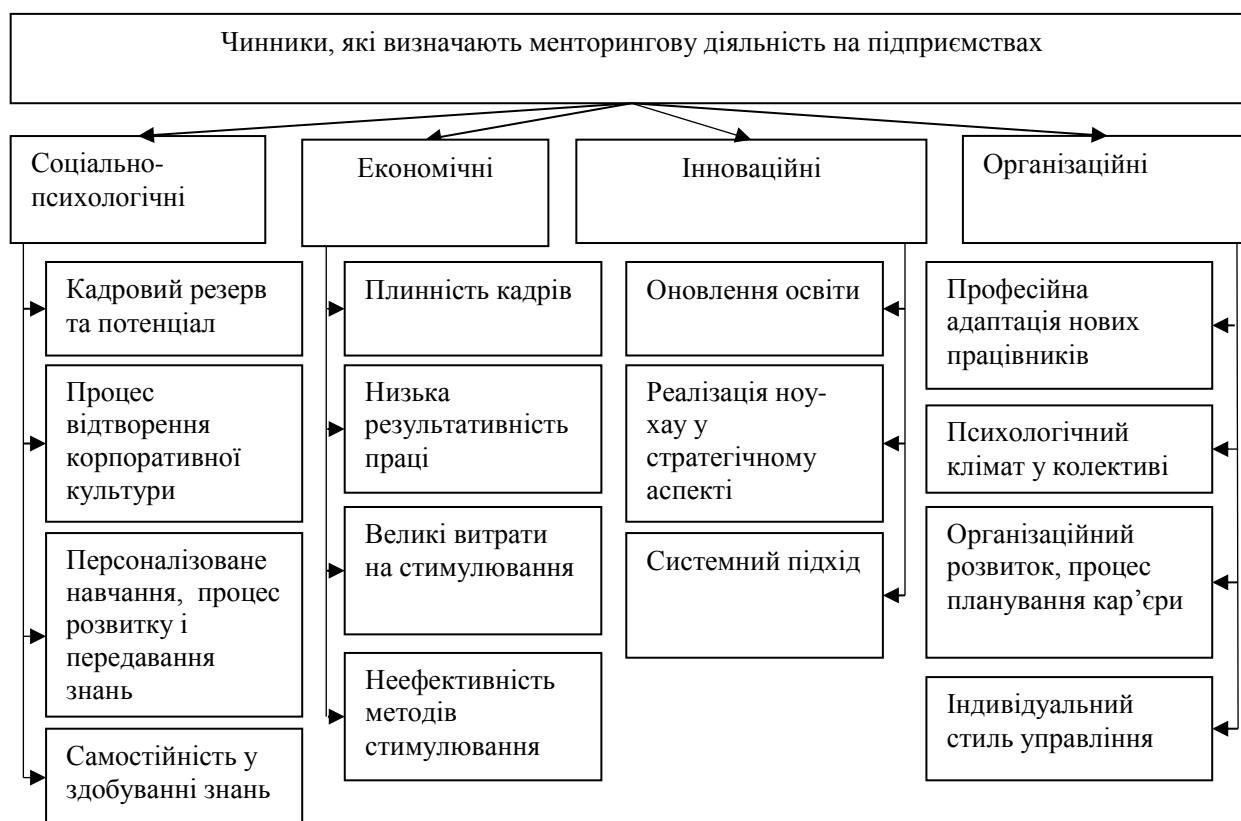 Чинники, які визначають менторингову діяльність на підприємствах
Соціально-
психологічні
Економічні
Інноваційні
Організаційні
Кадровий резерв
та потенціал
Процес
відтворення
корпоративної
культури
Персоналізоване
навчання, процес
розвитку і
передавання
знань
Самостійність у
здобуванні знань
Плинність кадрів
Низька
результативність
праці
Великі витрати
на стимулювання
Неефективність
методів
стимулювання
Оновлення освіти
Реалізація ноу-
хау у
стратегічному
аспекті
Системний підхід
Професійна
адаптація нових
працівників
Психологічний
клімат у колективі
Організаційний
розвиток, процес
планування кар’єри
Індивідуальний
стиль управління